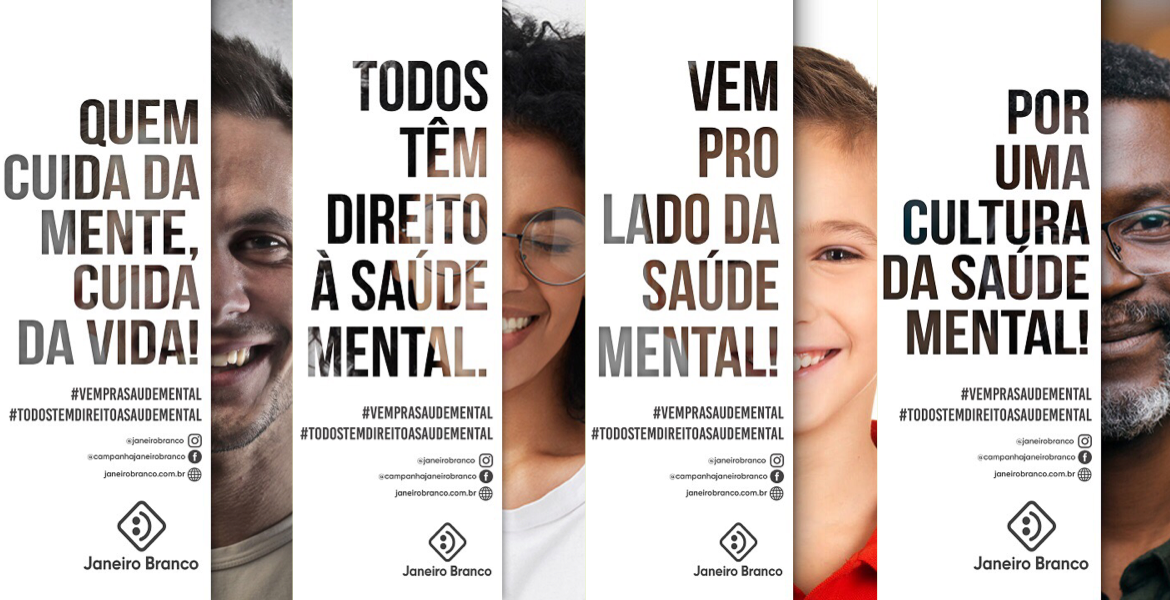 QUEM
CUIDA DA
MENTE,
CUIDA
DA VIDA!
#VEMPRASAUDEMENTAL
#TODOSTEMDIREITOASAUDEMENTAL
@janeirobranco
@campanhajaneirobranco
janeirobranco.com.br
Janeiro Branco
TODOS
TÊM
DIREITO
À SAÚDE
MENTAL.
#VEMPRASAUDEMENTAL
#TODOSTEMDIREITOASAUDEMENTAL
@janeirobranco
@campanhajaneirobranco
janeirobranco.com.br
Janeiro Branco
VEM
PRO
LADO DA
SAÚDE
MENTAL!
#VEMPRASAUDEMENTAL
#TODOSTEMDIREITOASAUDEMENTAL
@janeirobranco
@campanhajaneirobranco
janeirobranco.com.br
Janeiro Branco
POR
UMA
CULTURA
DA SAÚDE
MENTAL!
#VEMPRASAUDEMENTAL
#TODOSTEMDIREITOASAUDEMENTAL
@janeirobranco
@campanhajaneirobranco
janeirobranco.com.br
Janeiro Branco